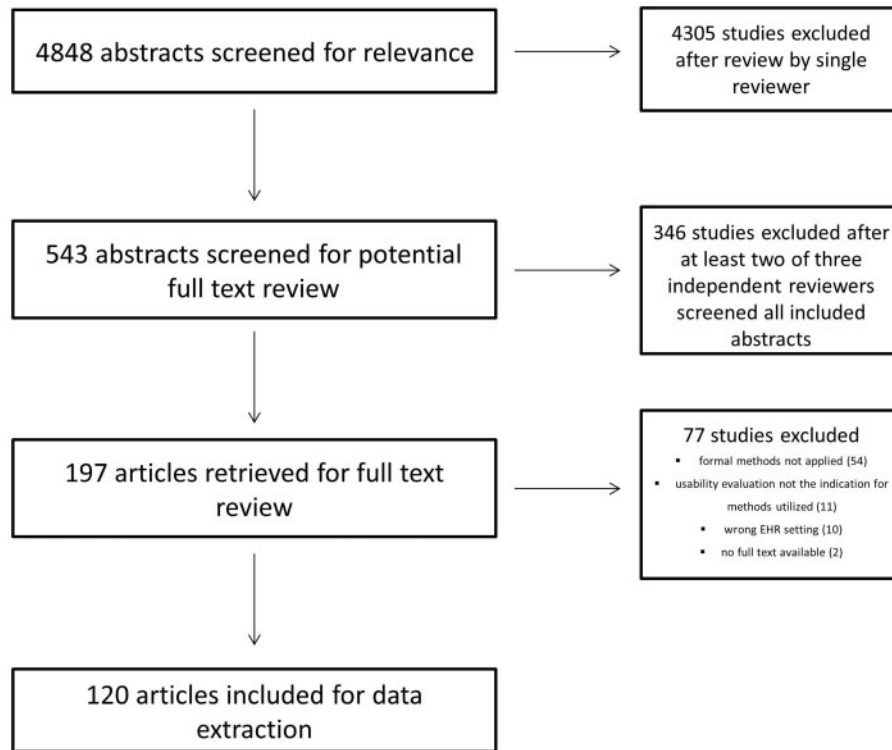 4848 abstracts screened for relevance
4305 studies excluded
after review by single
reviewer
543 abstracts screened for potential
full text review
346 studies excluded after
at least two of three
independent reviewers
screened all included
abstracts
197 articles retrieved for full text
review
77 studies excluded
▪ formal methods not applied (54)
▪ usability evaluation not the indication for
methods utilized (11)
▪ wrong EHR setting (10)
▪ no full text available (2)
120 articles included for data
extraction